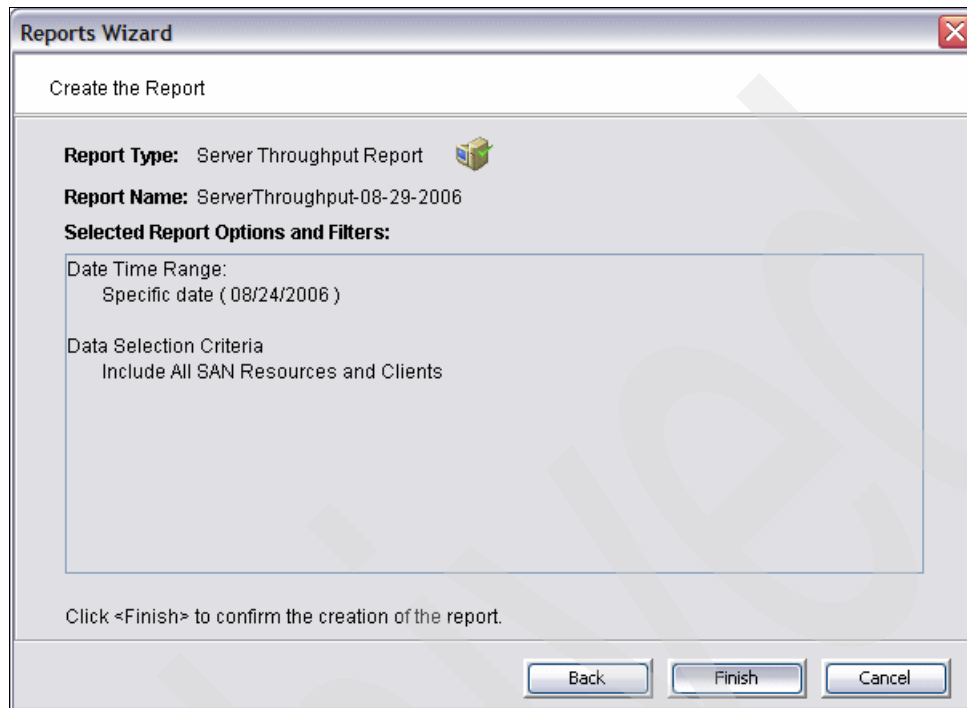 Reports Wizard
Create the Report
Report Type: Server Throughput Report
Report Name: ServerThroughput-08-29-2006
Selected Report Options and Filters:
Date Time Range:
Specific date ( 08/24/2006 )
Data Selection Criteria
Include All SAN Resources and Clients
Click <Finish> to confirm the creation of the report.
Back Finish Cancel